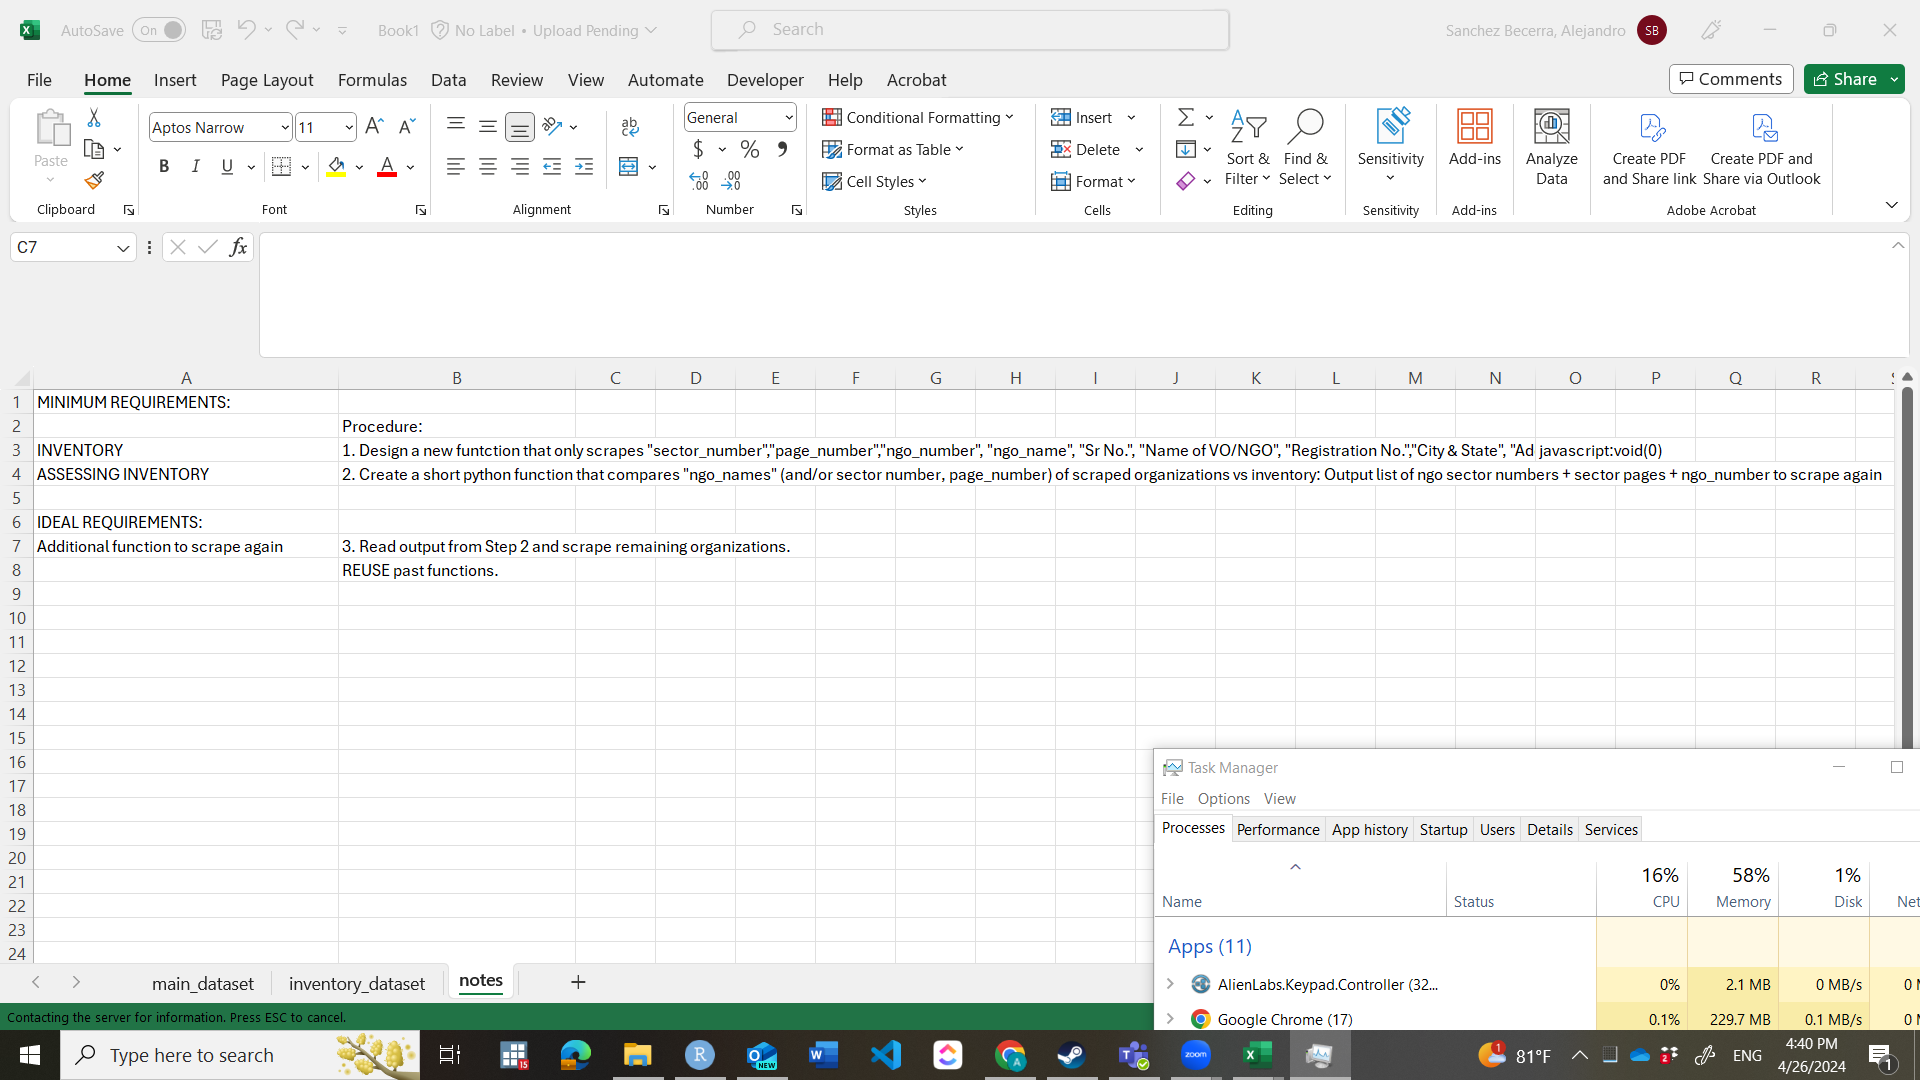 AutoSave On Book1 No Label • Upload Pending Search Sanchez Becerra, Alejandro SB
File Home Insert Page Layout Formulas Data Review View Automate Developer Help Acrobat Comments Share
Paste
Aptos Narrow 11
B I U A
General
$ % ,
Conditional Formatting
Format as Table
Cell Styles
Insert
Delete
Format
Sort & Filter
Find & Select
Sensitivity
Add-ins
Analyze Data
Create PDF and Share link
Create PDF and Share via Outlook
Clipboard Font Alignment Number Styles Cells Editing Sensitivity Add-ins Adobe Acrobat
C7 fx
A B C D E F G H I J K L M N O P Q R
1 MINIMUM REQUIREMENTS:
2 Procedure:
3 INVENTORY 1. Design a new funtction that only scrapes "sector_number","page_number","ngo_number", "ngo_name", "Sr No.", "Name of VO/NGO", "Registration No.","City & State", "Ad javascript:void(0)
4 ASSESSING INVENTORY 2. Create a short python function that compares "ngo_names" (and/or sector number, page_number) of scraped organizations vs inventory: Output list of ngo sector numbers + sector pages + ngo_number to scrape again
5
6 IDEAL REQUIREMENTS:
7 Additional function to scrape again 3. Read output from Step 2 and scrape remaining organizations.
8 REUSE past functions.
9
10
11
12
13
14
15
16
17
18
19
20
21
22
23
24
Task Manager
File Options View
Processes Performance App history Startup Users Details Services
16% 58% 1%
Name Status CPU Memory Disk Net
Apps (11)
AlienLabs.Keypad.Controller (32... 0% 2.1 MB 0 MB/s 0
Google Chrome (17) 0.1% 229.7 MB 0.1 MB/s 0
main_dataset inventory_dataset notes
Contacting the server for information. Press ESC to cancel.
Type here to search 15 NEW zoom 1 81°F 2 ENG 4:40 PM
4/26/2024 1